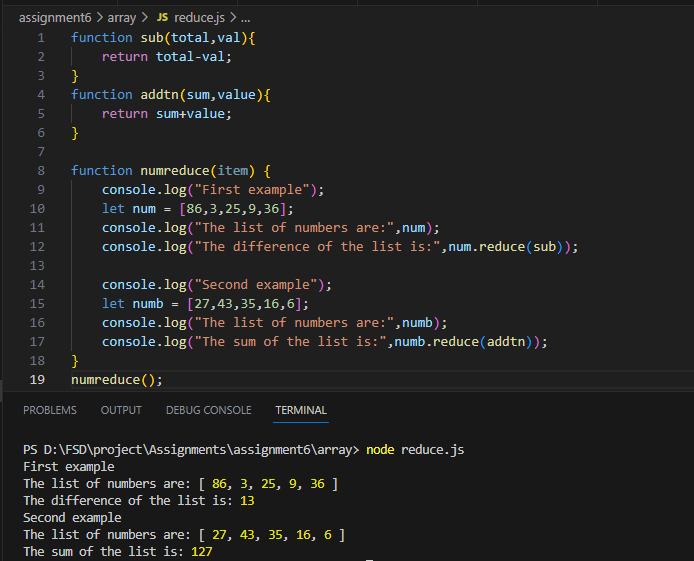 assignment6 > array > JS reduce.js > ...
1 function sub(total,val){
2     return total-val;
3 }
4 function addtn(sum,value){
5     return sum+value;
6 }
7
8 function numreduce(item) {
9     console.log("First example");
10     let num = [86,3,25,9,36];
11     console.log("The list of numbers are:",num);
12     console.log("The difference of the list is:",num.reduce(sub));
13
14     console.log("Second example");
15     let numb = [27,43,35,16,6];
16     console.log("The list of numbers are:",numb);
17     console.log("The sum of the list is:",numb.reduce(addtn));
18 }
19 numreduce();
PROBLEMS OUTPUT DEBUG CONSOLE TERMINAL
PS D:\FSD\project\Assignments\assignment6\array> node reduce.js
First example
The list of numbers are: [ 86, 3, 25, 9, 36 ]
The difference of the list is: 13
Second example
The list of numbers are: [ 27, 43, 35, 16, 6 ]
The sum of the list is: 127